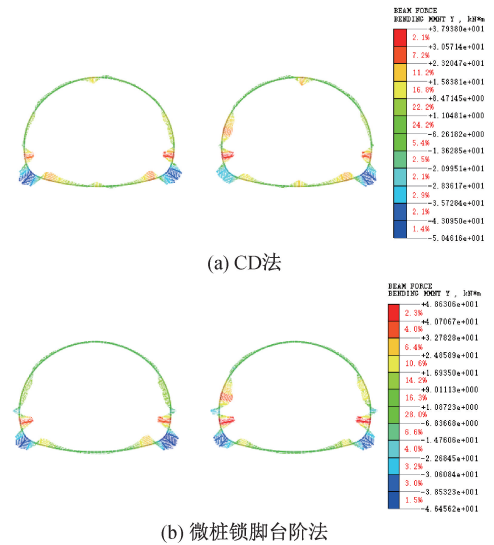 BEAM FORCE
BENDING MMNT Y , kN*m
+3.79380e+001
2.1%
+3.05714e+001
7.2%
+2.32047e+001
11.2%
+1.58381e+001
16.8%
+8.47145e+000
22.2%
+1.10481e+000
24.2%
-6.26182e+000
5.4%
-1.36285e+001
2.5%
-2.09951e+001
2.1%
-2.83617e+001
2.9%
-3.57284e+001
2.1%
-4.30950e+001
1.4%
-5.04616e+001
(a) CD法
BEAM FORCE
BENDING MMNT Y , kN*m
+4.86306e+001
2.3%
+4.07067e+001
4.0%
+3.27828e+001
6.4%
+2.48589e+001
10.6%
+1.69350e+001
14.2%
+9.01113e+000
16.3%
+1.08723e+000
28.0%
-6.83668e+000
6.6%
-1.47606e+001
4.0%
-2.26845e+001
3.2%
-3.06084e+001
3.0%
-3.85323e+001
1.5%
-4.64562e+001
(b) 微桩锁脚台阶法